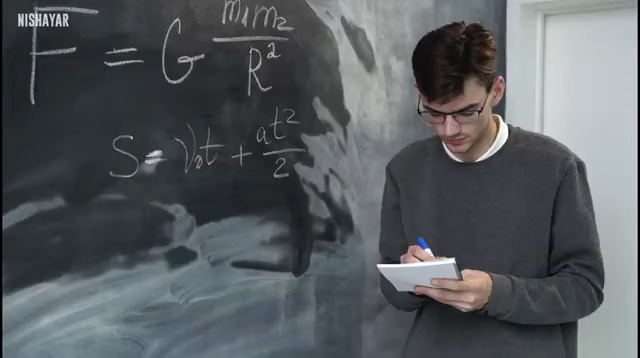 NISHAYAR
F = G m₁m₂/R²
S = V₀t + at²/2